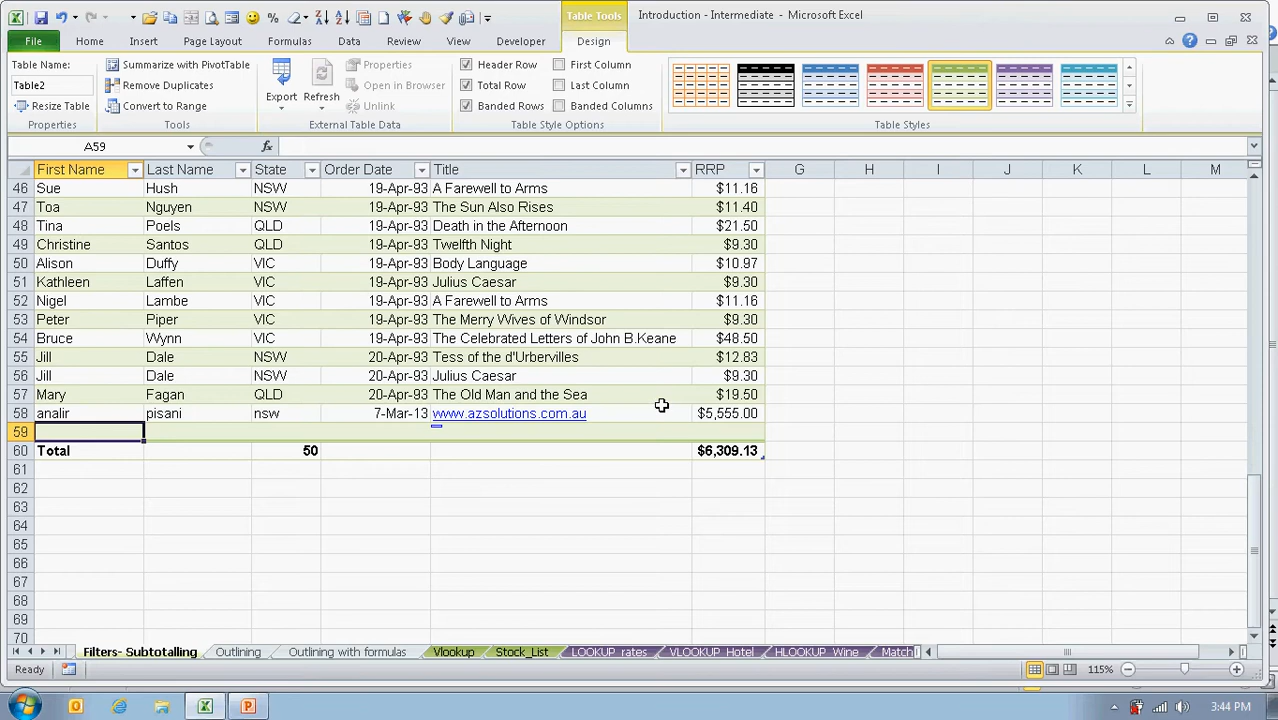 Table Tools
Introduction - Intermediate - Microsoft Excel
File Home Insert Page Layout Formulas Data Review View Developer Design
Table Name:
Table2
Resize Table
Properties
Summarize with PivotTable
Remove Duplicates
Convert to Range
Tools
Export Refresh
Properties
Open in Browser
Unlink
External Table Data
Header Row First Column
Total Row Last Column
Banded Rows Banded Columns
Table Style Options
Table Styles
A59 fx
First Name Last Name State Order Date Title RRP G H I J K L M
46 Sue Hush NSW 19-Apr-93 A Farewell to Arms $11.16
47 Toa Nguyen NSW 19-Apr-93 The Sun Also Rises $11.40
48 Tina Poels QLD 19-Apr-93 Death in the Afternoon $21.50
49 Christine Santos QLD 19-Apr-93 Twelfth Night $9.30
50 Alison Duffy VIC 19-Apr-93 Body Language $10.97
51 Kathleen Laffen VIC 19-Apr-93 Julius Caesar $9.30
52 Nigel Lambe VIC 19-Apr-93 A Farewell to Arms $11.16
53 Peter Piper VIC 19-Apr-93 The Merry Wives of Windsor $9.30
54 Bruce Wynn VIC 19-Apr-93 The Celebrated Letters of John B.Keane $48.50
55 Jill Dale NSW 20-Apr-93 Tess of the d'Urbervilles $12.83
56 Jill Dale NSW 20-Apr-93 Julius Caesar $9.30
57 Mary Fagan QLD 20-Apr-93 The Old Man and the Sea $19.50
58 analir pisani nsw 7-Mar-13 www.azsolutions.com.au $5,555.00
59
60 Total 50 $6,309.13
61
62
63
64
65
66
67
68
69
70
Filters- Subtotalling Outlining Outlining with formulas Vlookup Stock_List LOOKUP rates VLOOKUP Hotel HLOOKUP Wine Match
Ready 115%
3:44 PM